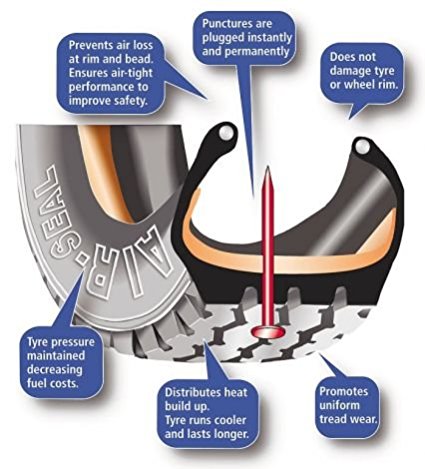 Punctures are
plugged instantly
and permanently
Prevents air loss
at rim and bead.
Ensures air-tight
performance to
improve safety.
Does not
damage tyre
or wheel rim.
AIR-SEAL
Tyre pressure
maintained
decreasing
fuel costs.
Distributes heat
build up.
Tyre runs cooler
and lasts longer.
Promotes
uniform
tread wear.